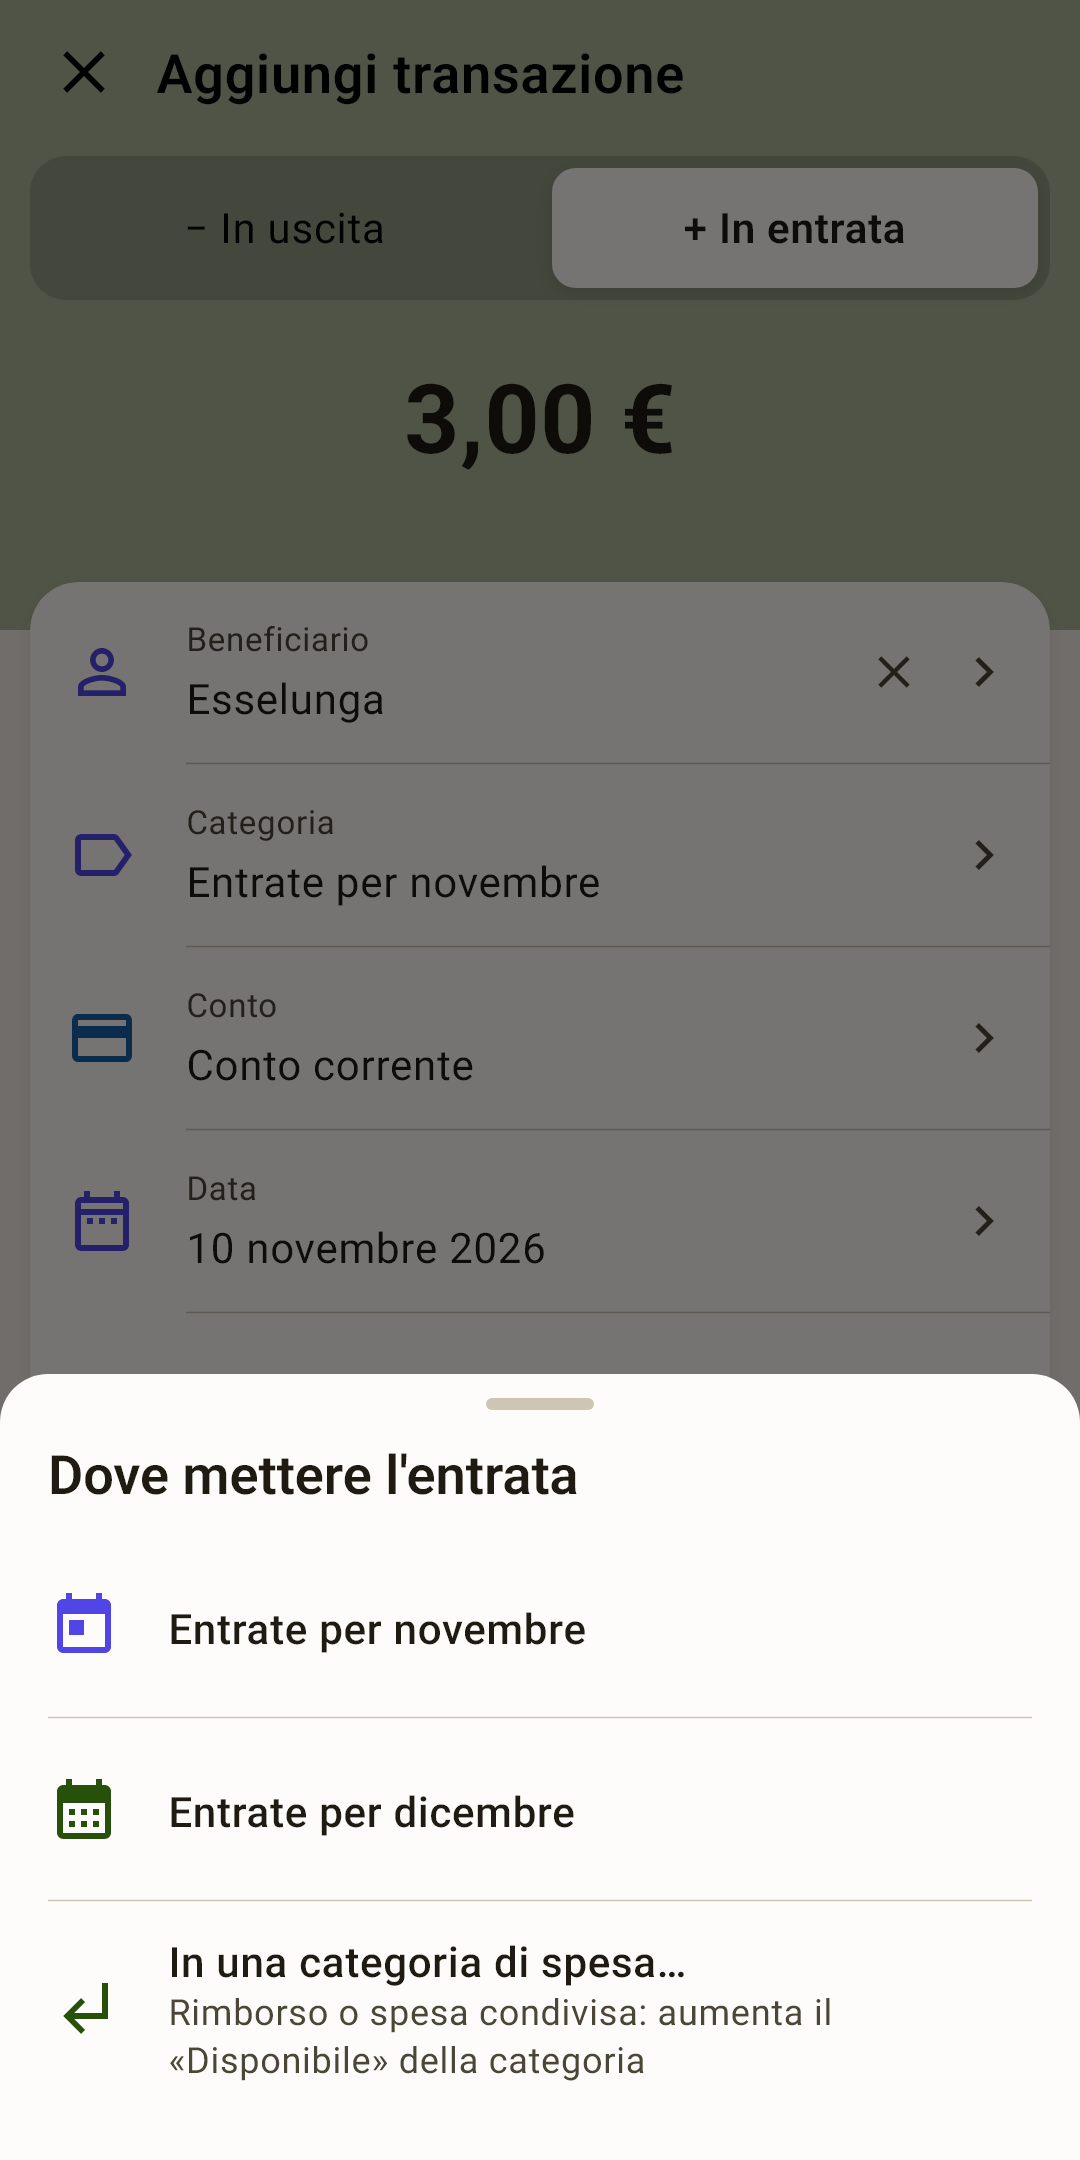 Aggiungi transazione
− In uscita
+ In entrata
3,00 €
Beneficiario
Esselunga
Categoria
Entrate per novembre
Conto
Conto corrente
Data
10 novembre 2026
Dove mettere l'entrata
Entrate per novembre
Entrate per dicembre
In una categoria di spesa…
Rimborso o spesa condivisa: aumenta il
«Disponibile» della categoria